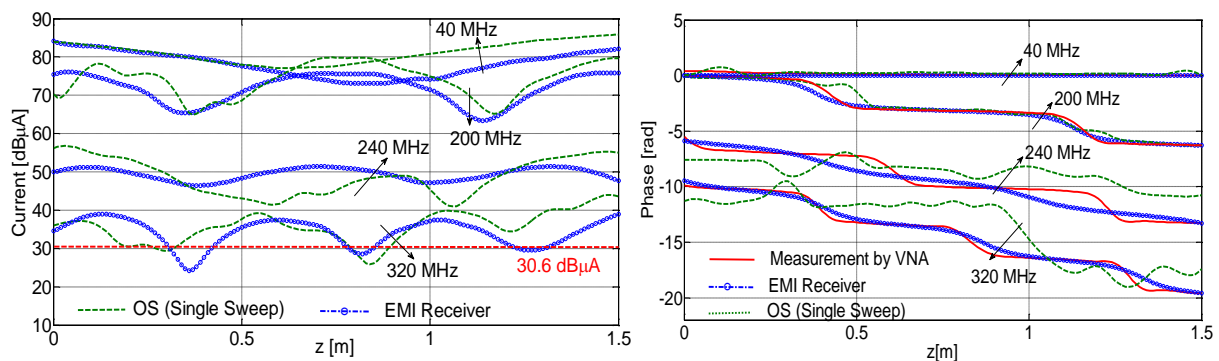 90
80
70
60
50
40
30
20
10
Current [dBµA]
40 MHz
200 MHz
240 MHz
320 MHz
30.6 dBµA
OS (Single Sweep)
EMI Receiver
0
0.5
1
1.5
z [m]
5
0
-5
-10
-15
-20
Phase [rad]
40 MHz
200 MHz
240 MHz
320 MHz
Measurement by VNA
EMI Receiver
OS (Single Sweep)
0
0.5
1
1.5
z[m]